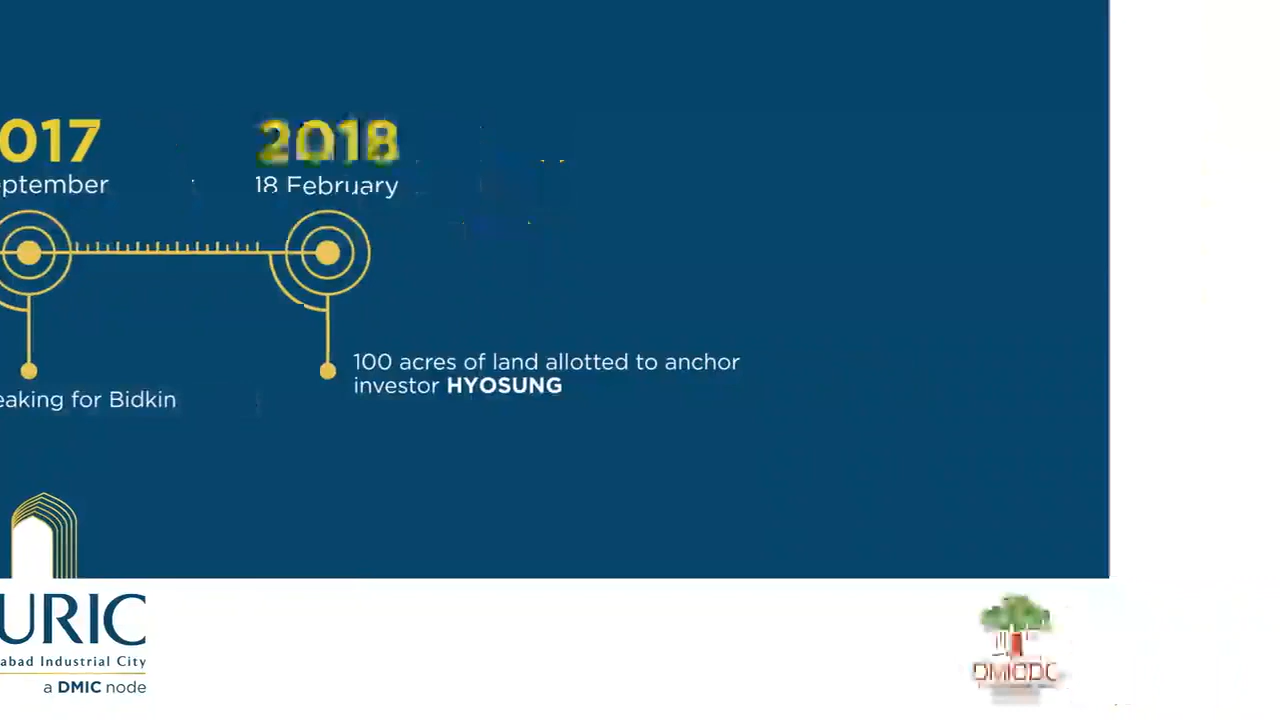 017
2018
ptember
18 February
100 acres of land allotted to anchor
investor HYOSUNG
eaking for Bidkin
URIC
abad Industrial City
a DMIC node
DMICDC